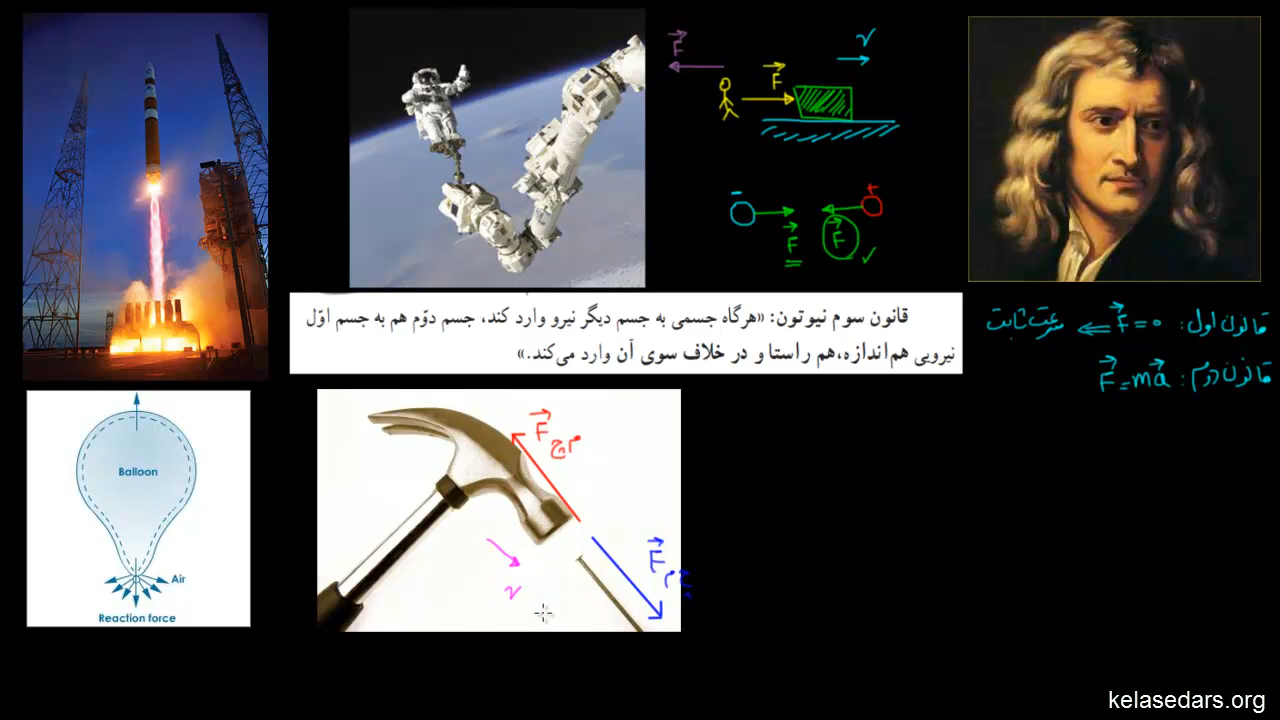 F
v
F
-
+
F
F
قانون سوم نیوتون: «هرگاه جسمی به جسم دیگر نیرو وارد کند، جسم دوّم هم به جسم اوّل
نیرویی هم‌اندازه،هم راستا و در خلاف سوی آن وارد می‌کند.»
قانون اول: F=0 ⇐ سرعت ثابت
قانون دوم: F=ma
Balloon
Air
Reaction force
F
F
v
kelasedars.org